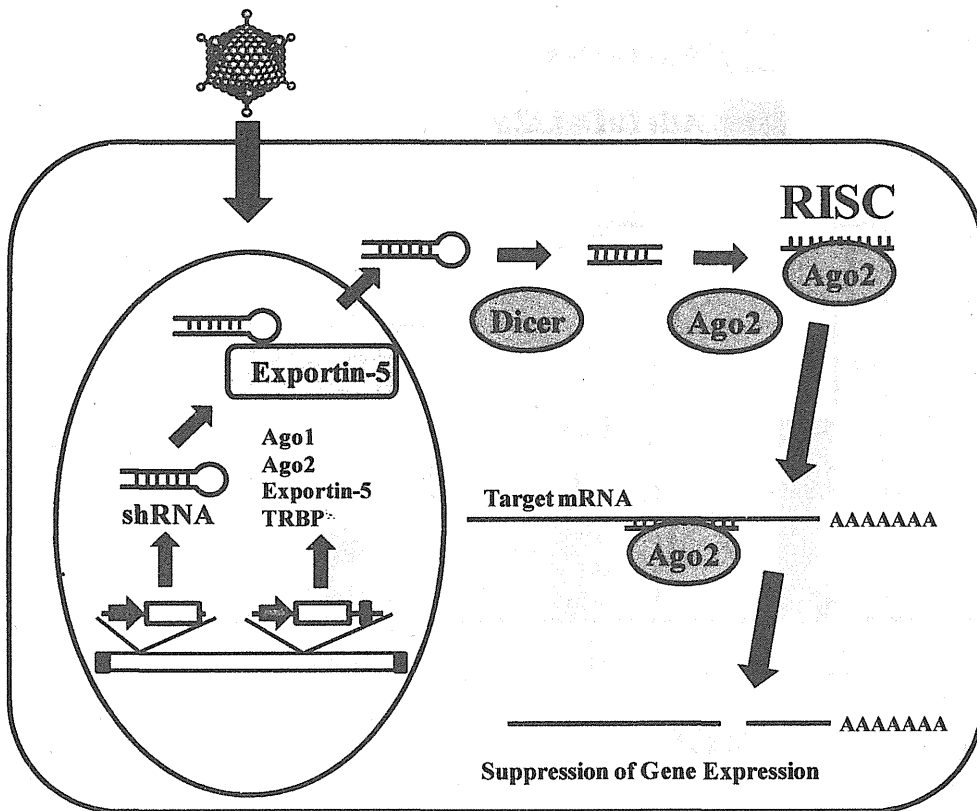 RISC
Ago2
Dicer
Ago2
Exportin-5
Ago1
Ago2
Exportin-5
TRBP
shRNA
Target mRNA
AAAAAAA
Ago2
AAAAAAA
Suppression of Gene Expression